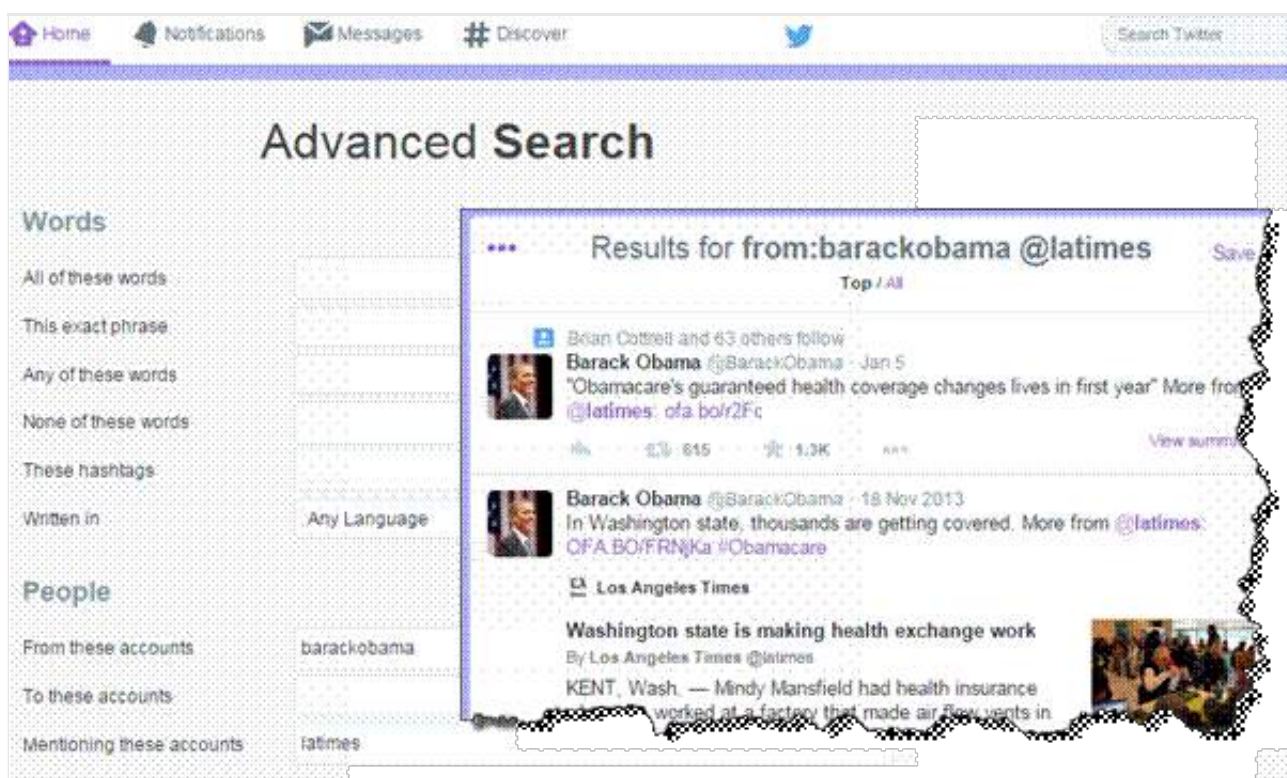 Home Notifications Messages Discover Search Twitter
Advanced Search
Words
All of these words
This exact phrase
Any of these words
None of these words
These hashtags
Written in Any Language
People
From these accounts barackobama
To these accounts
Mentioning these accounts latimes
••• Results for from:barackobama @latimes Save
Top / All
Brian Cottrell and 63 others follow
Barack Obama @BarackObama · Jan 5
"Obamacare's guaranteed health coverage changes lives in first year" More from
@latimes: ofa.bo/r2Fc
615 1.3K •••
View summ
Barack Obama @BarackObama · 18 Nov 2013
In Washington state, thousands are getting covered. More from @latimes:
OFA.BO/FRNjKa #Obamacare
LA Los Angeles Times
Washington state is making health exchange work
By Los Angeles Times @latimes
KENT, Wash. — Mindy Mansfield had health insurance
worked at a factory that made air flow vents in